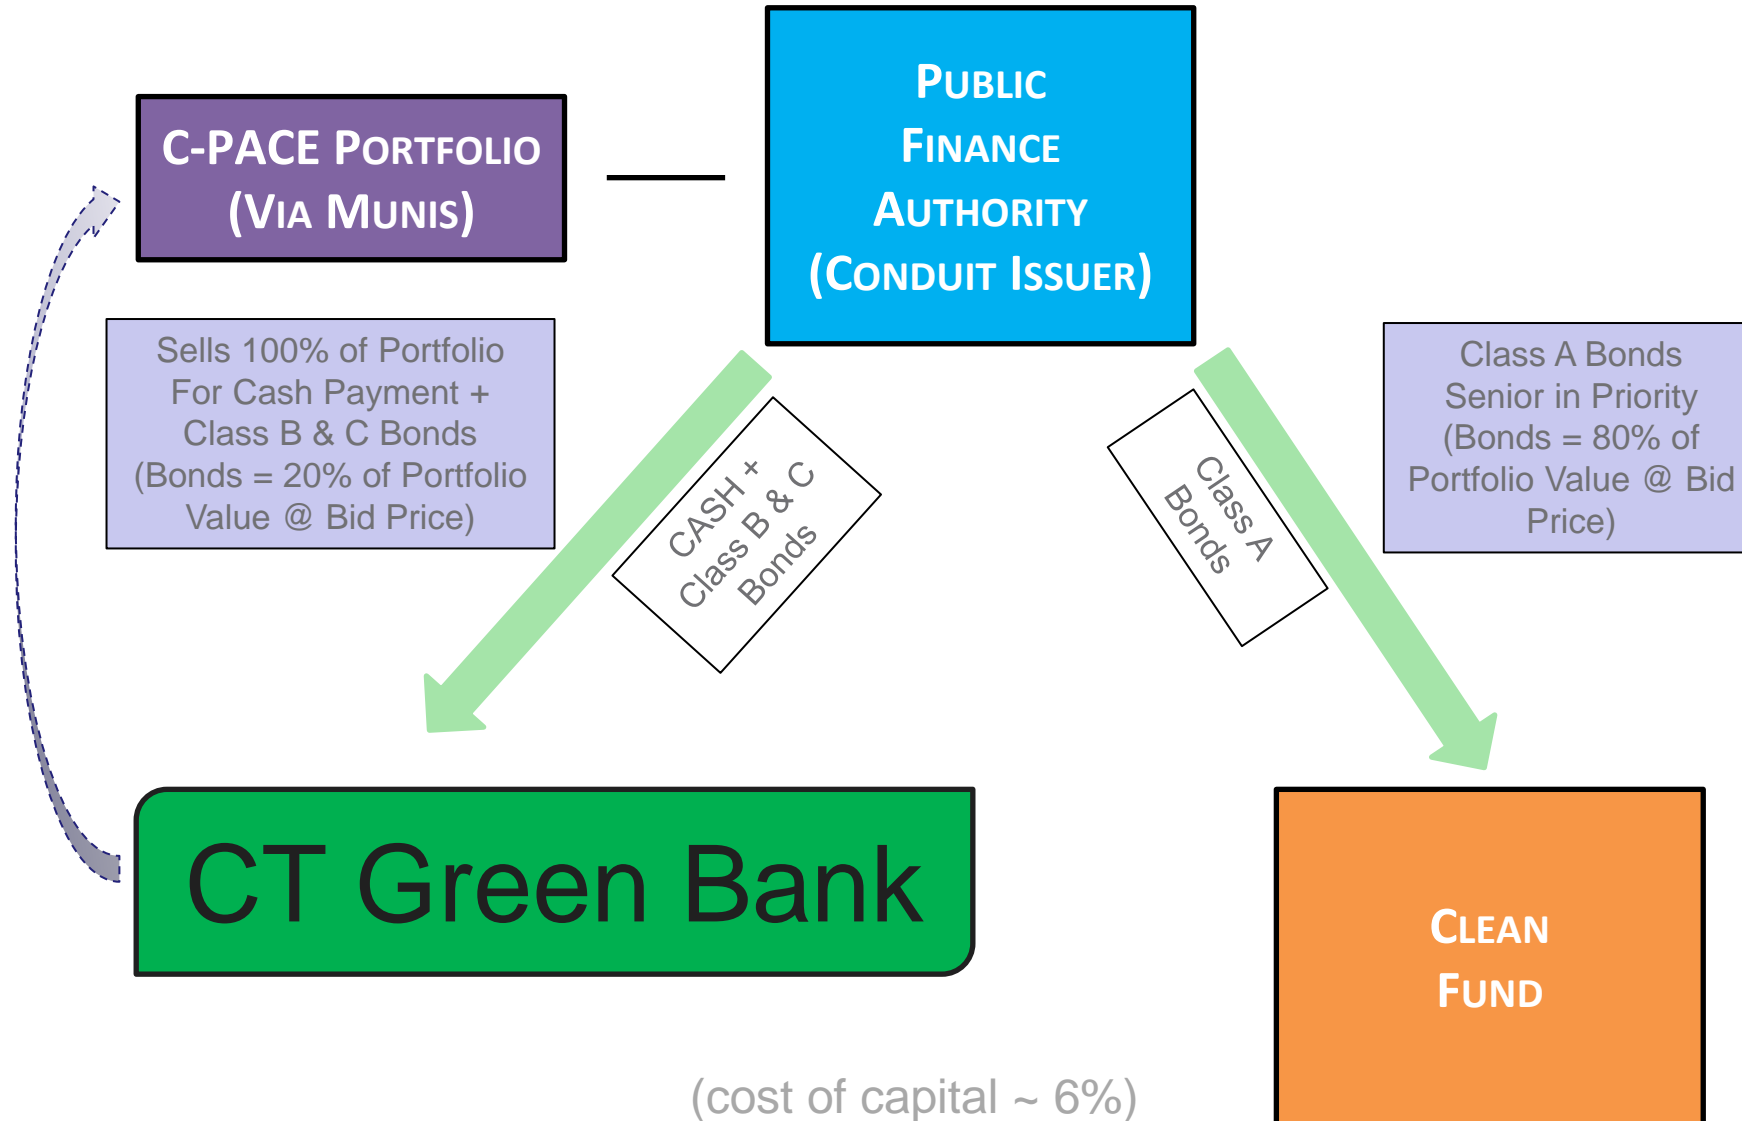 PUBLIC
FINANCE
AUTHORITY
(CONDUIT ISSUER)
C-PACE PORTFOLIO
(VIA MUNIS)
Sells 100% of Portfolio
For Cash Payment +
Class B & C Bonds
(Bonds = 20% of Portfolio
Value @ Bid Price)
CASH +
Class B & C
Bonds
Class A
Bonds
Class A Bonds
Senior in Priority
(Bonds = 80% of
Portfolio Value @ Bid
Price)
CT Green Bank
CLEAN
FUND
(cost of capital ~ 6%)